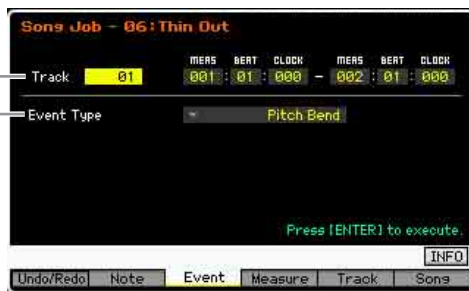 Song Job - 06:Thin Out
MEAS BEAT CLOCK MEAS BEAT CLOCK
Track 01 001 : 01 : 000 - 002 : 01 : 000
Event Type Pitch Bend
Press [ENTER] to execute.
INFO
Undo/Redo Note Event Measure Track Song